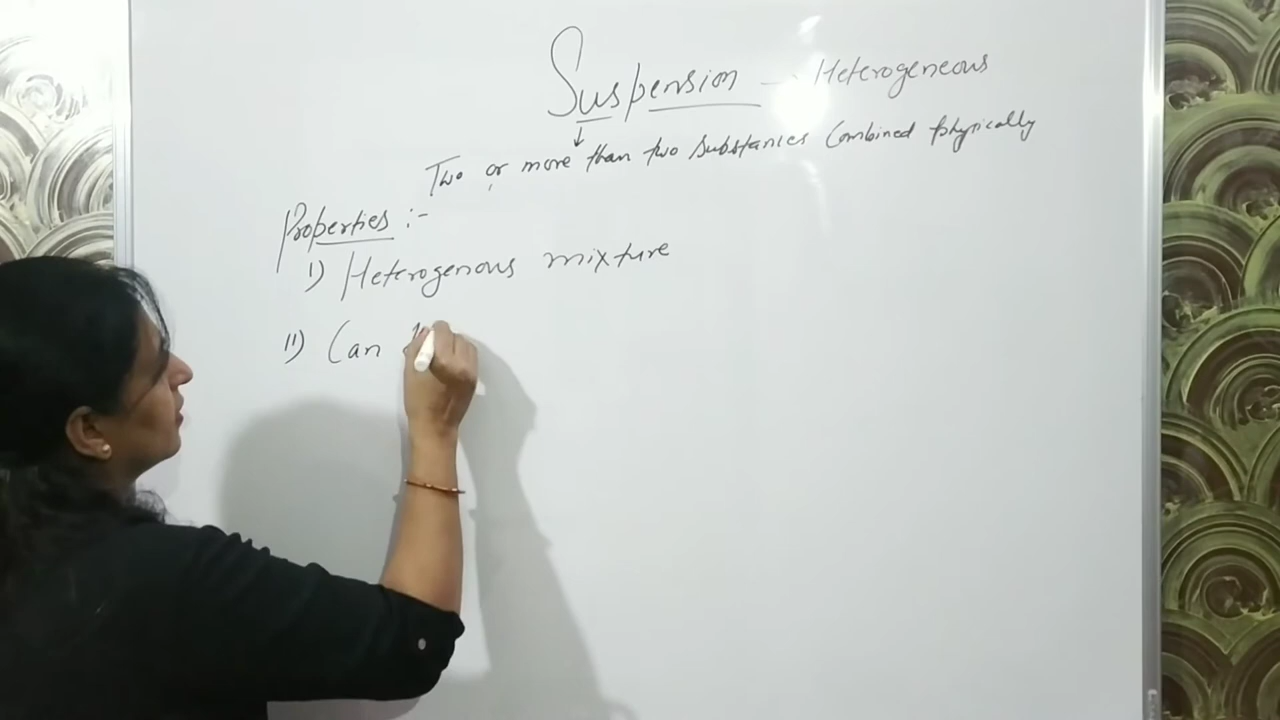 Suspension - Heterogeneous
Two or more than two substances Combined physically
Properties :-
i) Heterogenous mixture
ii) Can